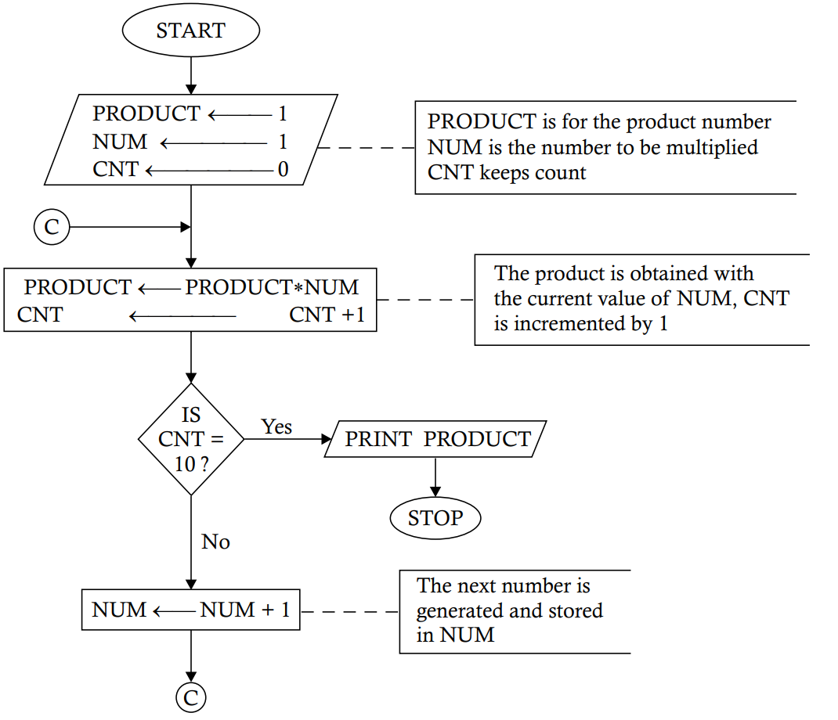 START
PRODUCT ← 1
NUM ← 1
CNT ← 0
PRODUCT is for the product number
NUM is the number to be multiplied
CNT keeps count
C
PRODUCT ← PRODUCT*NUM
CNT ← CNT +1
The product is obtained with
the current value of NUM, CNT
is incremented by 1
IS
CNT =
10 ?
Yes
PRINT PRODUCT
STOP
No
NUM ← NUM + 1
The next number is
generated and stored
in NUM
C